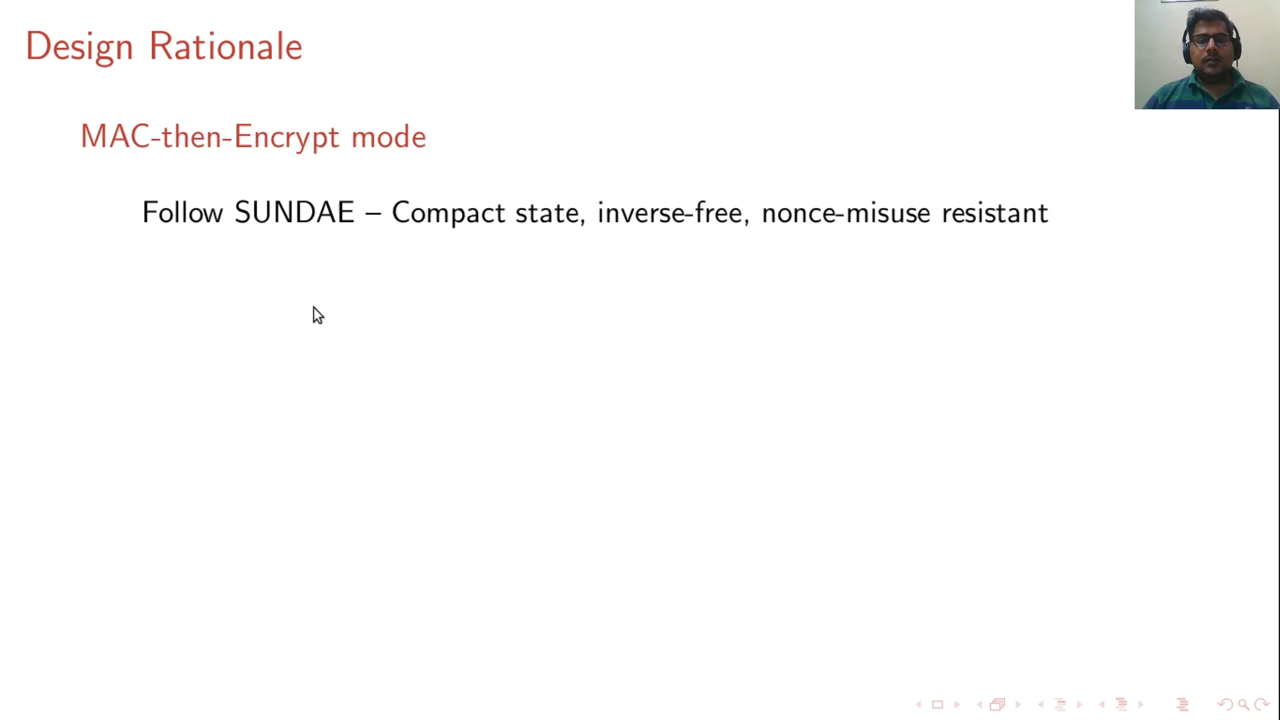 Design Rationale
MAC-then-Encrypt mode
Follow SUNDAE – Compact state, inverse-free, nonce-misuse resistant